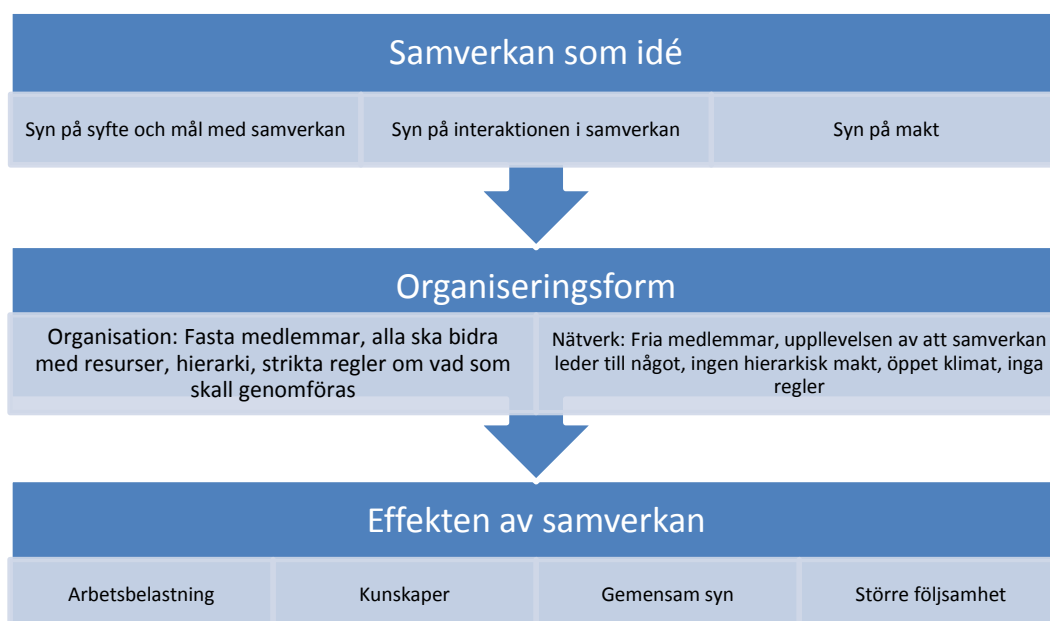 Samverkan som idé
Syn på syfte och mål med samverkan
Syn på interaktionen i samverkan
Syn på makt
Organiseringsform
Organisation: Fasta medlemmar, alla ska bidra
med resurser, hierarki, strikta regler om vad som
skall genomföras
Nätverk: Fria medlemmar, uppllevelsen av att samverkan
leder till något, ingen hierarkisk makt, öppet klimat, inga
regler
Effekten av samverkan
Arbetsbelastning
Kunskaper
Gemensam syn
Större följsamhet